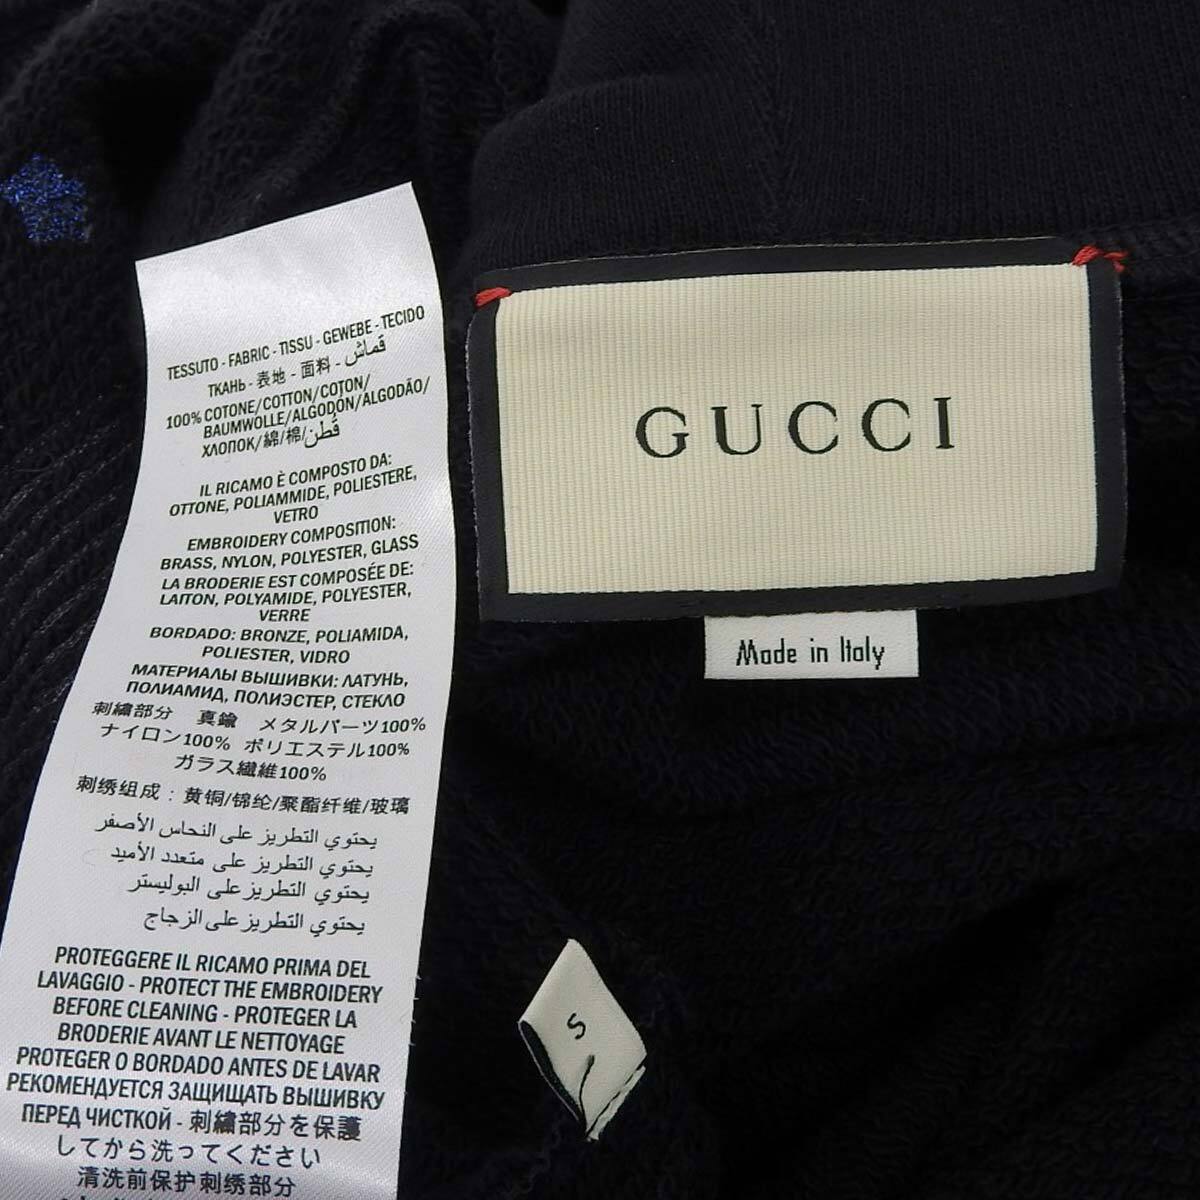 TESSUTO - FABRIC - TISSU - GEWEBE - TECIDO
ТКАНЬ - 表地 - 面料 - قماش
100% COTONE/COTTON/COTON/
BAUMWOLLE/ALGODÓN/ALGODÃO/
ХЛОПОК/綿/棉/قُطن
IL RICAMO È COMPOSTO DA:
OTTONE, POLIAMMIDE, POLIESTERE,
VETRO
EMBROIDERY COMPOSITION:
BRASS, NYLON, POLYESTER, GLASS
LA BRODERIE EST COMPOSÉE DE:
LAITON, POLYAMIDE, POLYESTER,
VERRE
BORDADO: BRONZE, POLIAMIDA,
POLIESTER, VIDRO
МАТЕРИАЛЫ ВЫШИВКИ: ЛАТУНЬ,
ПОЛИАМИД, ПОЛИЭСТЕР, СТЕКЛО
刺繍部分 真鍮 メタルパーツ100%
ナイロン100% ポリエステル100%
ガラス繊維100%
刺绣组成：黄铜/锦纶/聚酯纤维/玻璃
يحتوي التطريز على النحاس الأصفر
يحتوي التطريز على متعدد الأميد
يحتوي التطريز على البوليستر
يحتوي التطريز على الزجاج
PROTEGGERE IL RICAMO PRIMA DEL
LAVAGGIO - PROTECT THE EMBROIDERY
BEFORE CLEANING - PROTEGER LA
BRODERIE AVANT LE NETTOYAGE
PROTEGER O BORDADO ANTES DE LAVAR
РЕКОМЕНДУЕТСЯ ЗАЩИЩАТЬ ВЫШИВКУ
ПЕРЕД ЧИСТКОЙ - 刺繍部分を保護
してから洗ってください
清洗前保护刺绣部分
GUCCI
Made in Italy
S